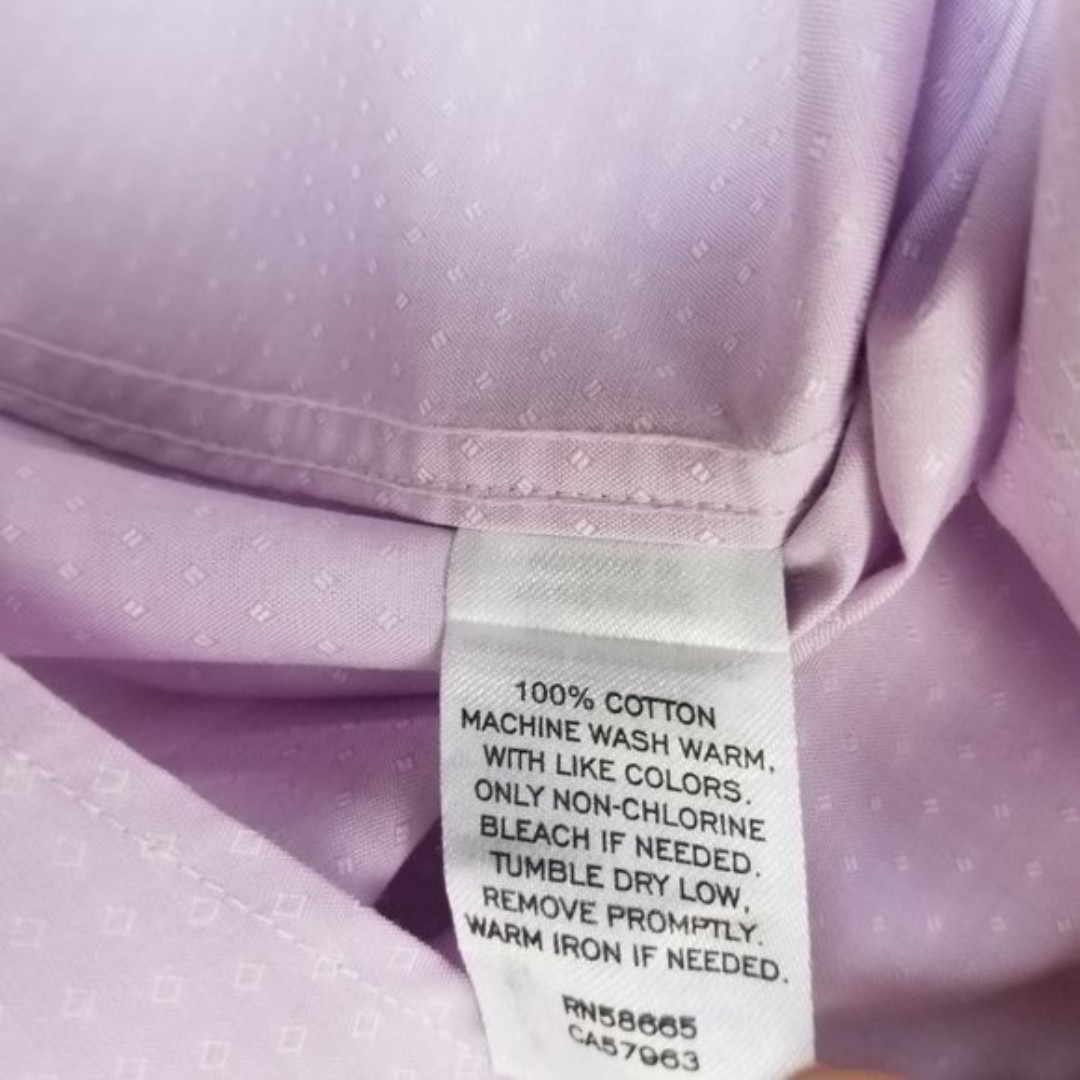 100% COTTON
MACHINE WASH WARM,
WITH LIKE COLORS.
ONLY NON-CHLORINE
BLEACH IF NEEDED.
TUMBLE DRY LOW,
REMOVE PROMPTLY.
WARM IRON IF NEEDED.
RN58665
CA57963